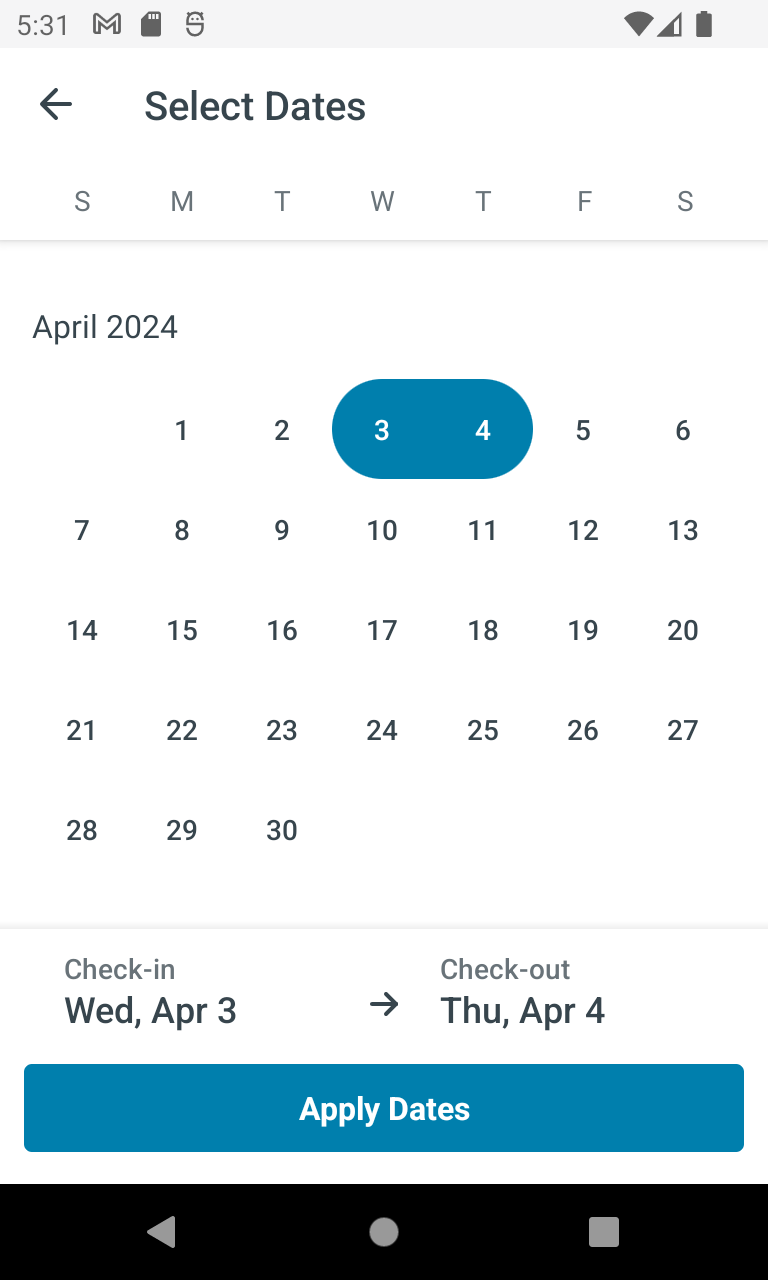 5:31
Select Dates
S M T W T F S
April 2024
1 2 3 4 5 6
7 8 9 10 11 12 13
14 15 16 17 18 19 20
21 22 23 24 25 26 27
28 29 30
Check-in Check-out
Wed, Apr 3 Thu, Apr 4
Apply Dates